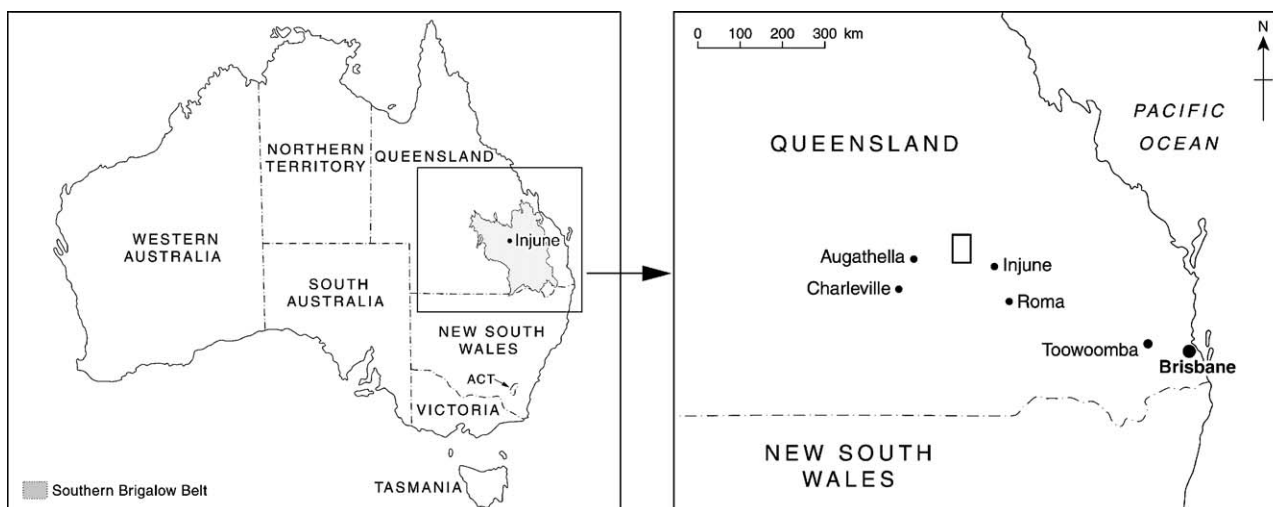 NORTHERN
TERRITORY
QUEENSLAND
WESTERN
AUSTRALIA
Injune
SOUTH
AUSTRALIA
NEW SOUTH
WALES
ACT
VICTORIA
TASMANIA
Southern Brigalow Belt
0 100 200 300 km
N
PACIFIC
OCEAN
QUEENSLAND
Augathella
Injune
Charleville
Roma
Toowoomba
Brisbane
NEW SOUTH
WALES